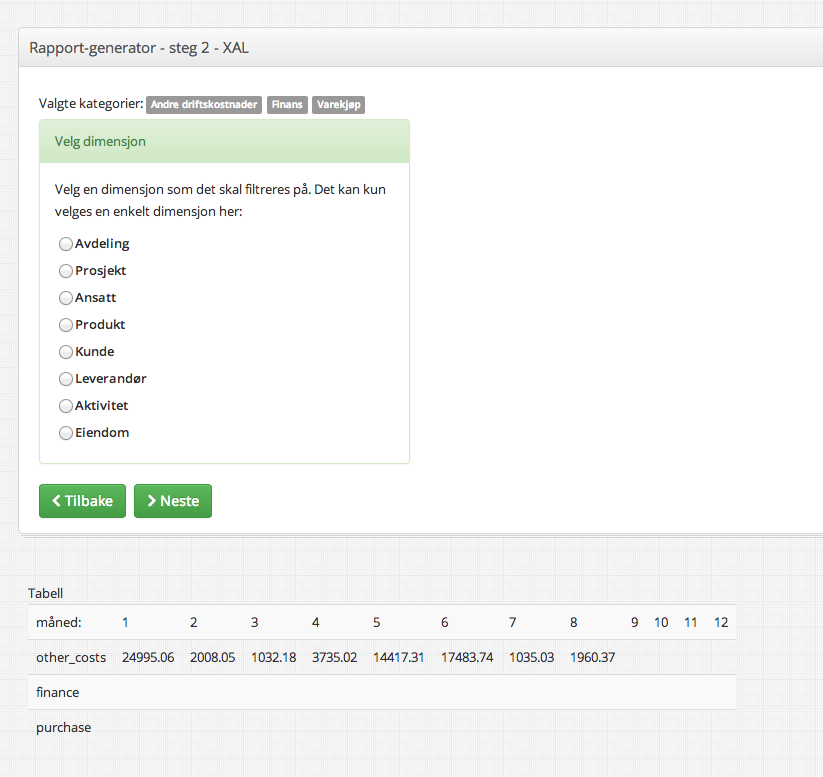 Rapport-generator - steg 2 - XAL
Valgte kategorier: Andre driftskostnader Finans Varekjøp
Velg dimensjon
Velg en dimensjon som det skal filtreres på. Det kan kun
velges en enkelt dimensjon her:
Avdeling
Prosjekt
Ansatt
Produkt
Kunde
Leverandør
Aktivitet
Eiendom
Tilbake Neste
Tabell
måned: 1 2 3 4 5 6 7 8 9 10 11 12
other_costs 24995.06 2008.05 1032.18 3735.02 14417.31 17483.74 1035.03 1960.37
finance
purchase